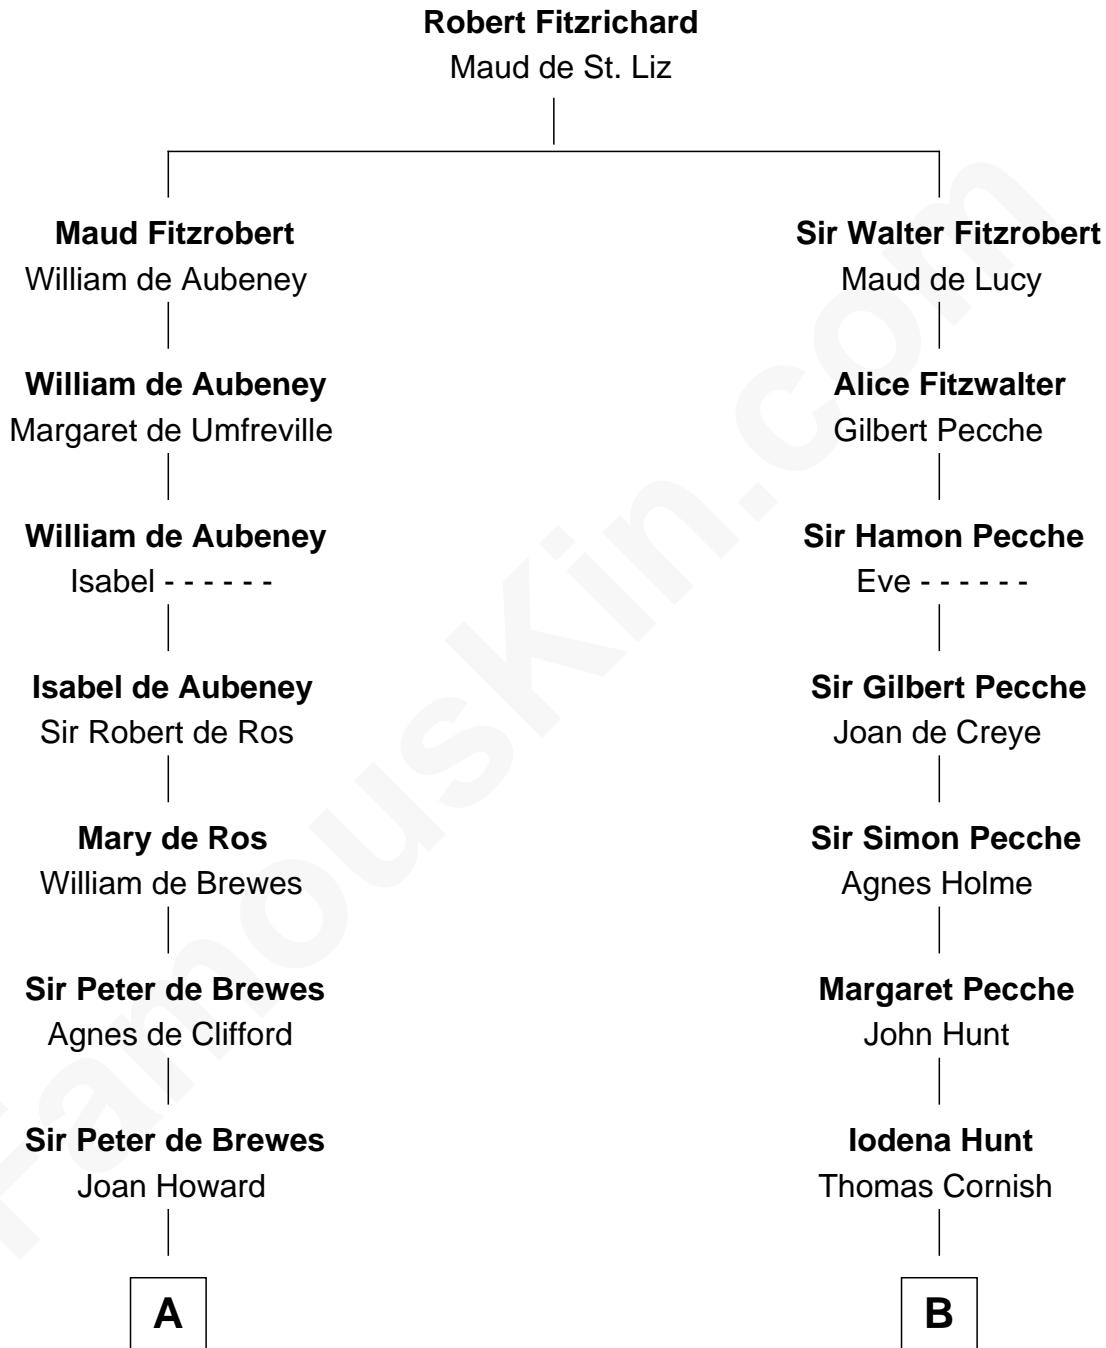 Robert Fitzrichard
Maud de St. Liz
Maud Fitzrobert
William de Aubeney
Sir Walter Fitzrobert
Maud de Lucy
William de Aubeney
Margaret de Umfreville
Alice Fitzwalter
Gilbert Pecche
William de Aubeney
Isabel - - - - - -
Sir Hamon Pecche
Eve - - - - - -
Isabel de Aubeney
Sir Robert de Ros
Sir Gilbert Pecche
Joan de Creye
Mary de Ros
William de Brewes
Sir Simon Pecche
Agnes Holme
Sir Peter de Brewes
Agnes de Clifford
Margaret Pecche
John Hunt
Sir Peter de Brewes
Joan Howard
Iodena Hunt
Thomas Cornish
A
B
FamousKin.com